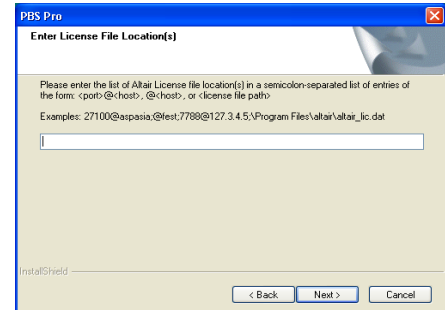 PBS Pro
Enter License File Location(s)
Please enter the list of Altair License file location(s) in a semicolon-separated list of entries of
the form: <port>@<host>, @<host>, or <license file path>
Examples: 27100@aspasia;@fest;7788@127.3.4.5;\Program Files\altair\altair_lic.dat
InstallShield
< Back
Next >
Cancel